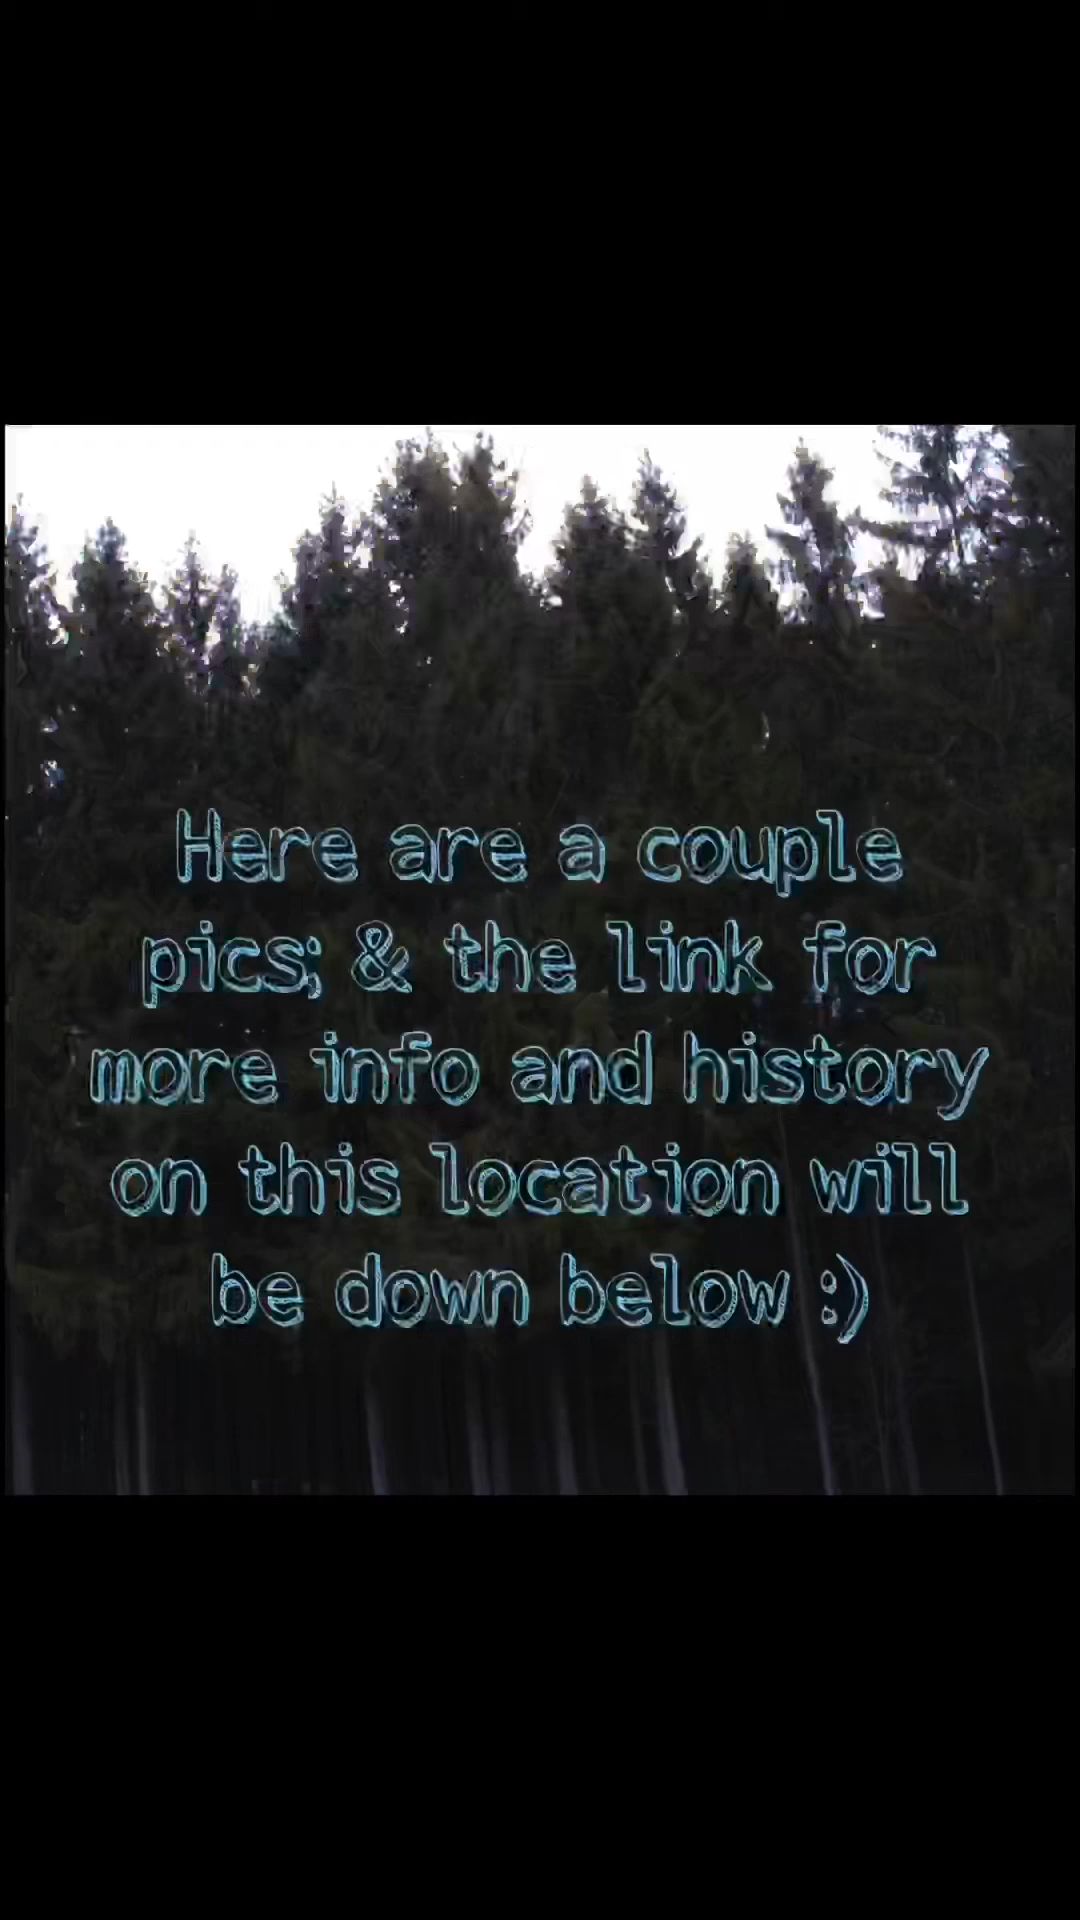 Here are a couple
pics; & the link for
more info and history
on this location will
be down below :)